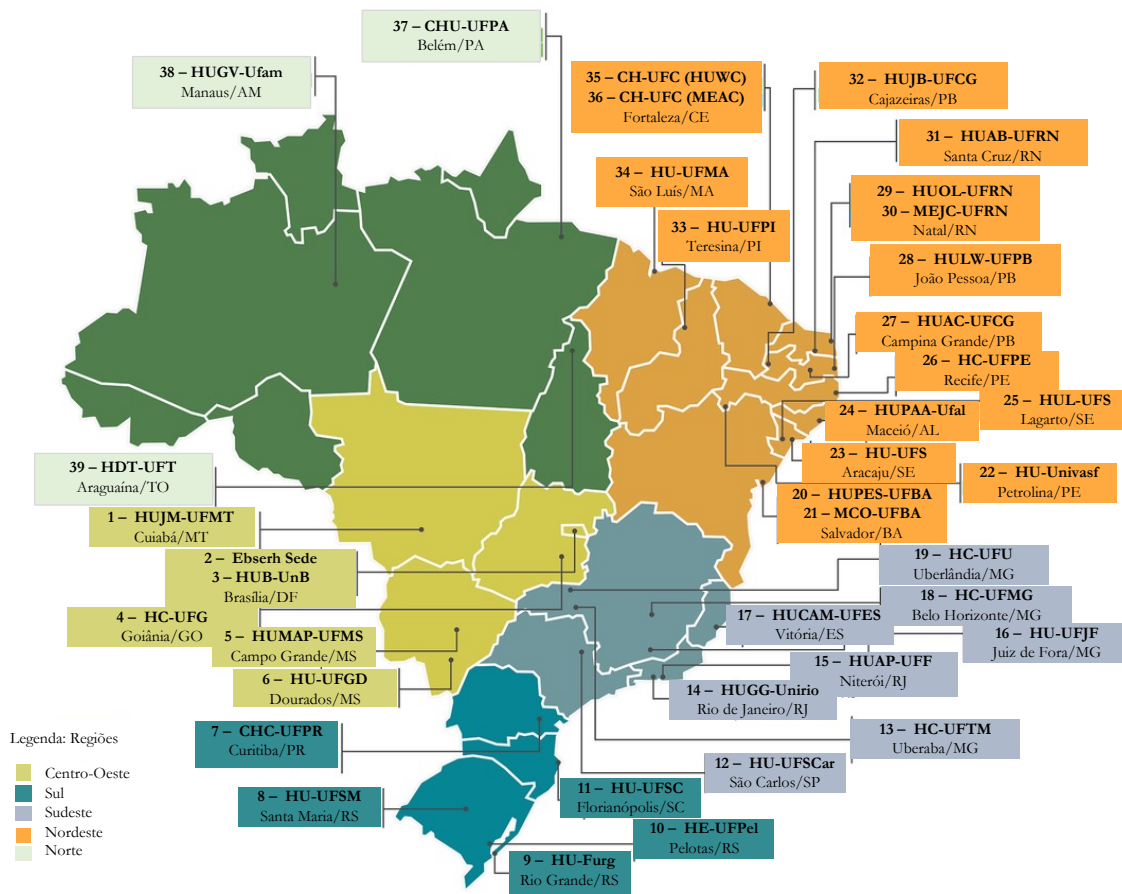 37 – CHU-UFPA
Belém/PA
38 – HUGV-Ufam
Manaus/AM
35 – CH-UFC (HUWC)
36 – CH-UFC (MEAC)
Fortaleza/CE
32 – HUJB-UFCG
Cajazeiras/PB
31 – HUAB-UFRN
Santa Cruz/RN
34 – HU-UFMA
São Luís/MA
29 – HUOL-UFRN
30 – MEJC-UFRN
Natal/RN
33 – HU-UFPI
Teresina/PI
28 – HULW-UFPB
João Pessoa/PB
27 – HUAC-UFCG
Campina Grande/PB
26 – HC-UFPE
Recife/PE
25 – HUL-UFS
Lagarto/SE
24 – HUPAA-Ufal
Maceió/AL
23 – HU-UFS
Aracaju/SE
22 – HU-Univasf
Petrolina/PE
39 – HDT-UFT
Araguaína/TO
20 – HUPES-UFBA
21 – MCO-UFBA
Salvador/BA
1 – HUJM-UFMT
Cuiabá/MT
19 – HC-UFU
Uberlândia/MG
2 – Ebserh Sede
3 – HUB-UnB
Brasília/DF
18 – HC-UFMG
Belo Horizonte/MG
4 – HC-UFG
Goiânia/GO
17 – HUCAM-UFES
Vitória/ES
16 – HU-UFJF
Juiz de Fora/MG
5 – HUMAP-UFMS
Campo Grande/MS
15 – HUAP-UFF
Niterói/RJ
6 – HU-UFGD
Dourados/MS
14 – HUGG-Unirio
Rio de Janeiro/RJ
7 – CHC-UFPR
Curitiba/PR
13 – HC-UFTM
Uberaba/MG
12 – HU-UFSCar
São Carlos/SP
11 – HU-UFSC
Florianópolis/SC
8 – HU-UFSM
Santa Maria/RS
10 – HE-UFPel
Pelotas/RS
9 – HU-Furg
Rio Grande/RS
Legenda: Regiões
Centro-Oeste
Sul
Sudeste
Nordeste
Norte